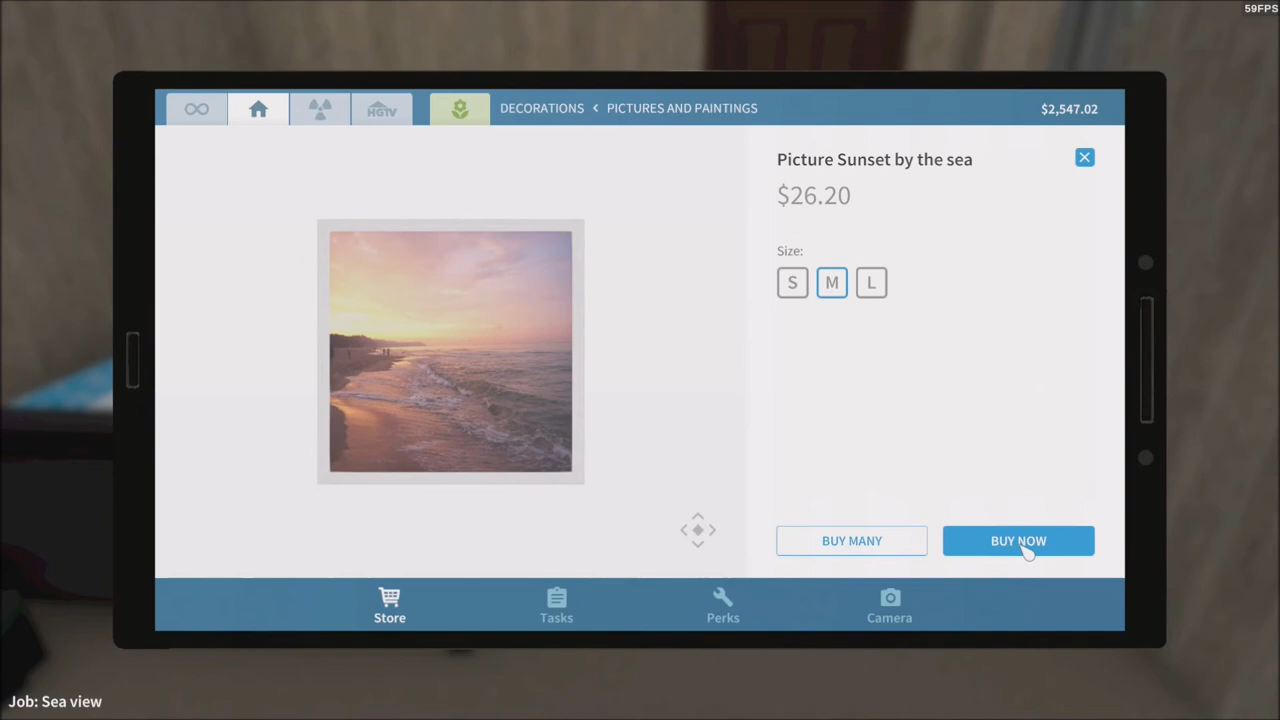 59FPS
HGTV
DECORATIONS < PICTURES AND PAINTINGS
$2,547.02
Picture Sunset by the sea
$26.20
Size:
S M L
BUY MANY
BUY NOW
Store
Tasks
Perks
Camera
Job: Sea view